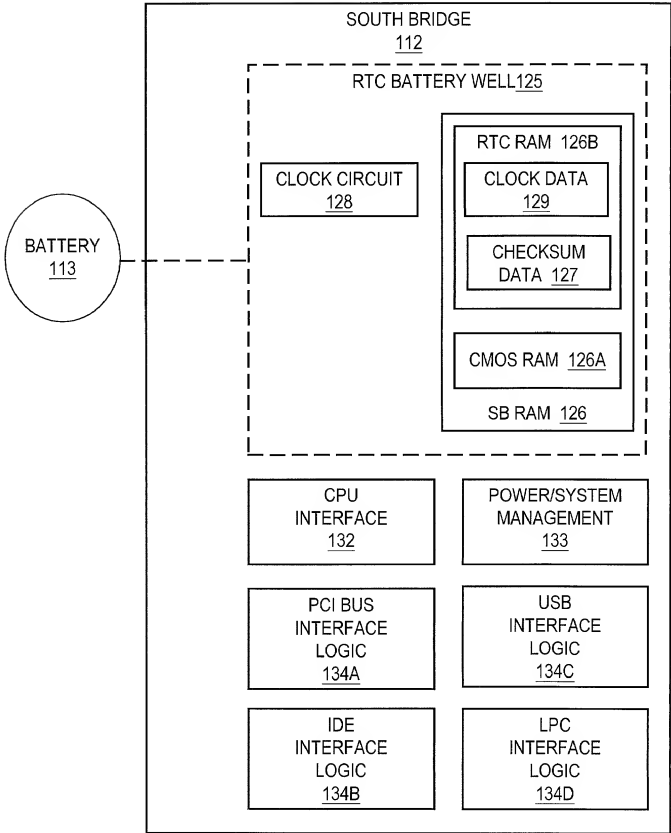 SOUTH BRIDGE
112
RTC BATTERY WELL125
RTC RAM 126B
CLOCK CIRCUIT
128
CLOCK DATA
129
BATTERY
113
CHECKSUM
DATA 127
CMOS RAM 126A
SB RAM 126
CPU
INTERFACE
132
POWER/SYSTEM
MANAGEMENT
133
PCI BUS
INTERFACE
LOGIC
134A
USB
INTERFACE
LOGIC
134C
IDE
INTERFACE
LOGIC
134B
LPC
INTERFACE
LOGIC
134D